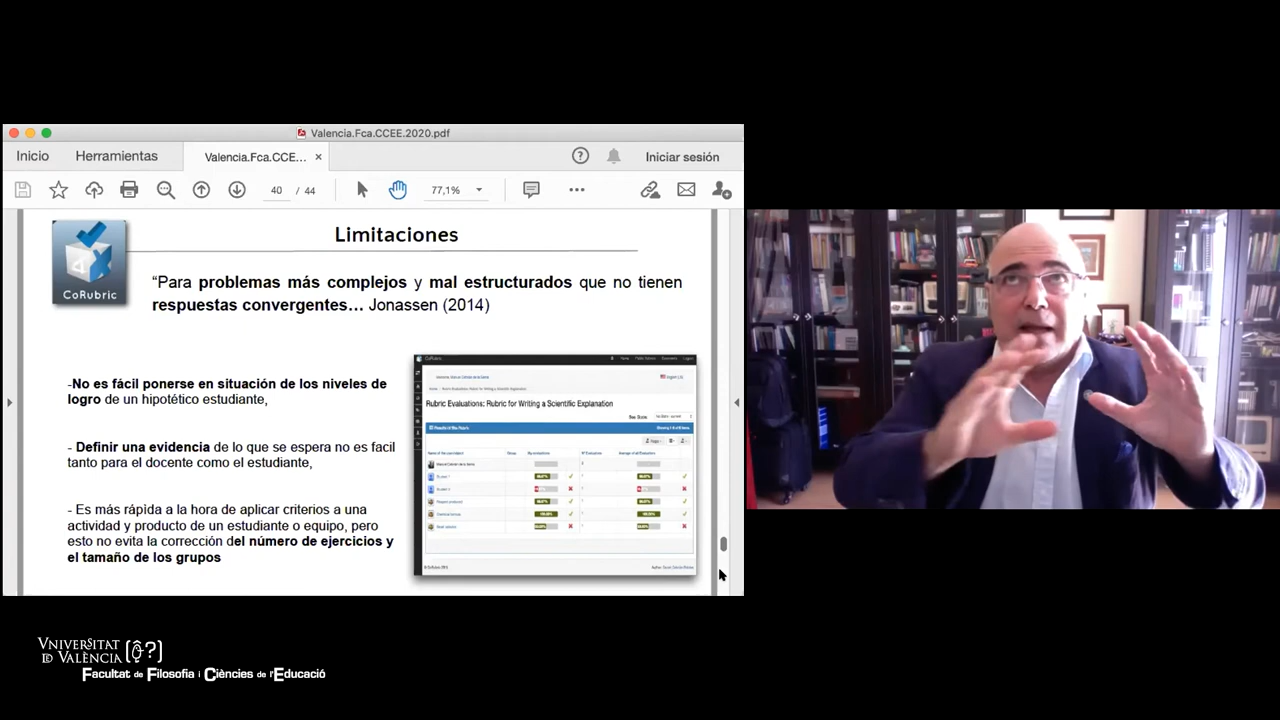 Valencia.Fca.CCEE.2020.pdf
Inicio
Herramientas
Valencia.Fca.CCE...
Iniciar sesión
40 / 44
77,1%
CoRubric
Limitaciones
“Para problemas más complejos y mal estructurados que no tienen
respuestas convergentes... Jonassen (2014)
-No es fácil ponerse en situación de los niveles de
logro de un hipotético estudiante,
- Definir una evidencia de lo que se espera no es facil
tanto para el docente como el estudiante,
- Es más rápida a la hora de aplicar criterios a una
actividad y producto de un estudiante o equipo, pero
esto no evita la corrección del número de ejercicios y
el tamaño de los grupos
CoRubric
Rubric Evaluations: Rubric for Writing a Scientific Explanation
VNIVERSITAT
DE VALÈNCIA
Facultat de Filosofia i Ciències de l'Educació